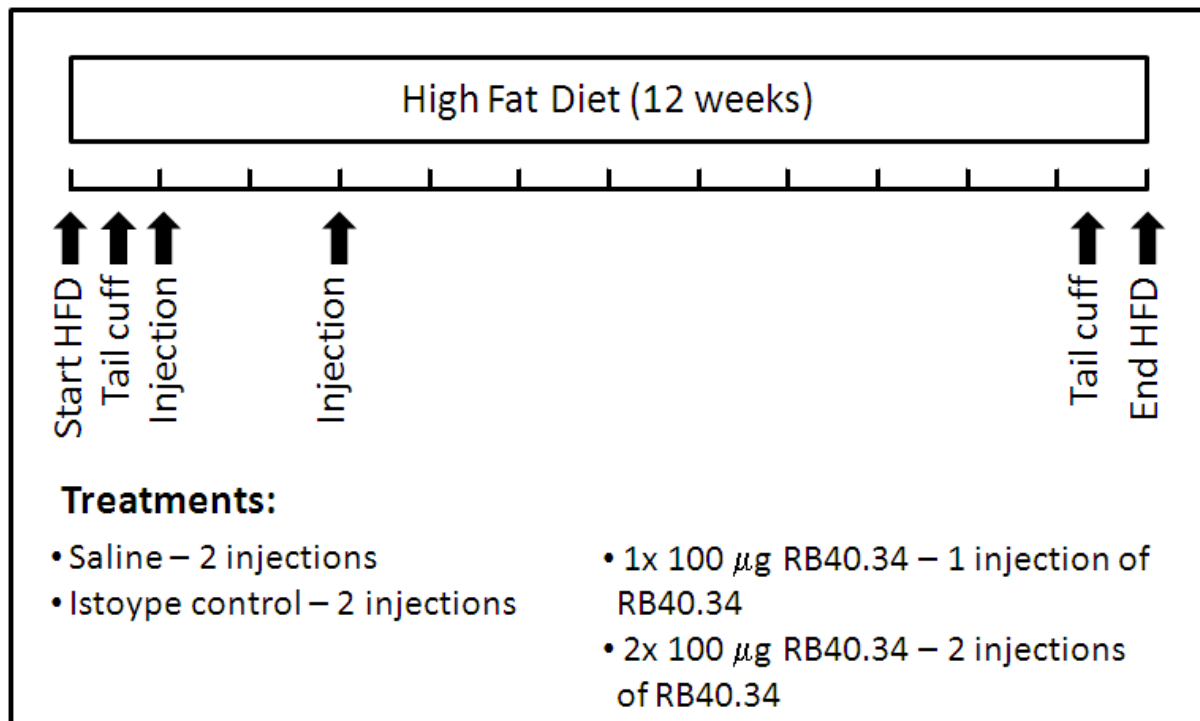 High Fat Diet (12 weeks)
Start HFD
Tail cuff
Injection
Injection
Tail cuff
End HFD
Treatments:
• Saline – 2 injections
• Istoype control – 2 injections
• 1x 100 μg RB40.34 – 1 injection of
RB40.34
• 2x 100 μg RB40.34 – 2 injections
of RB40.34